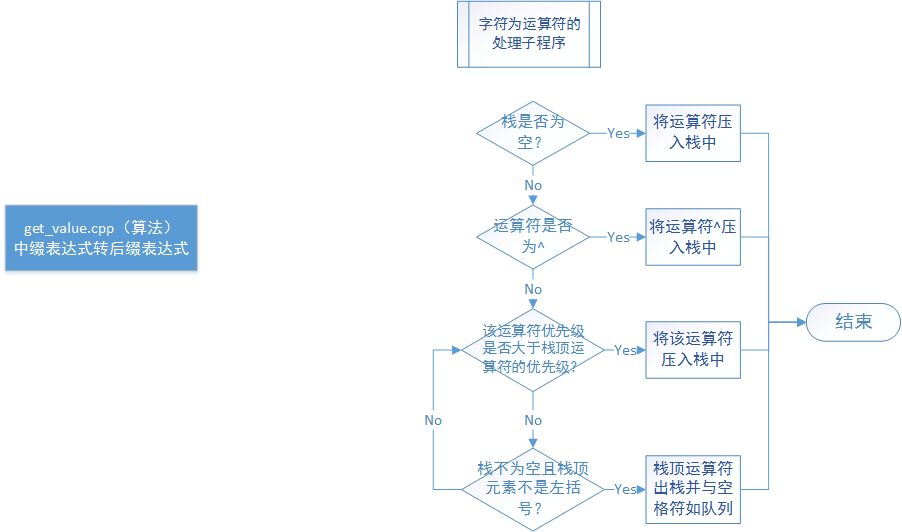 字符为运算符的
处理子程序
栈是否为
空?
Yes
将运算符压
入栈中
No
运算符是否
为^
Yes
将运算符^压
入栈中
No
get_value.cpp（算法）
中缀表达式转后缀表达式
该运算符优先级
是否大于栈顶运
算符的优先级?
Yes
将该运算符
压入栈中
结束
No
No
栈不为空且栈顶
元素不是左括
号?
Yes
栈顶运算符
出栈并与空
格符如队列